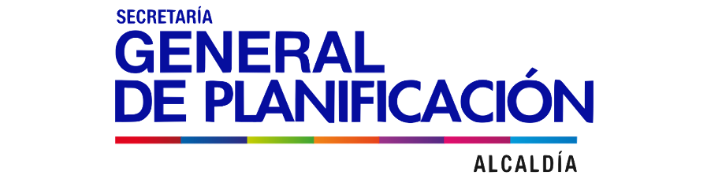 SECRETARÍA
GENERAL
DE PLANIFICACIÓN
ALCALDÍA